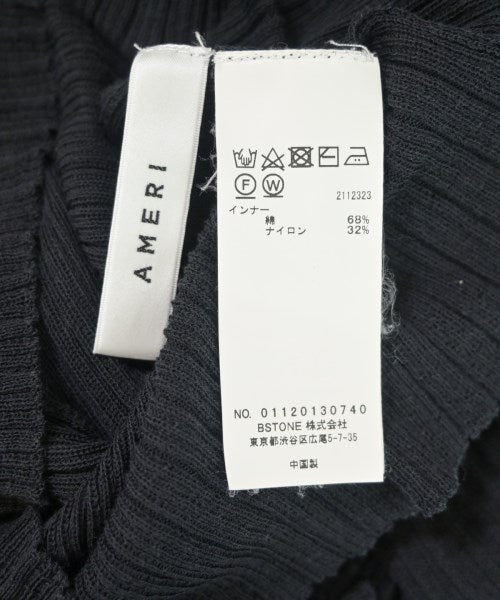 AMERI
F W
2112323
インナー
綿 68%
ナイロン 32%
NO. 01120130740
BSTONE 株式会社
東京都渋谷区広尾5-7-35
中国製